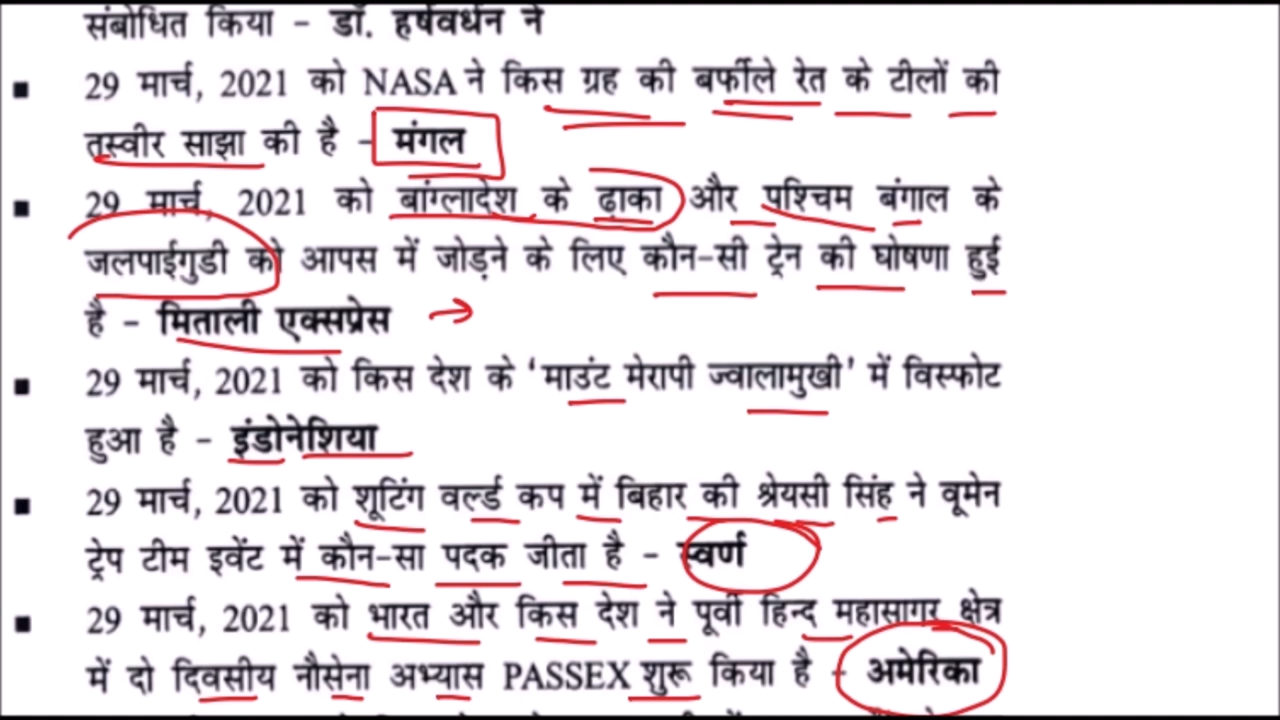 संबोधित किया - डॉ. हर्षवर्धन ने
▪ 29 मार्च, 2021 को NASA ने किस ग्रह की बर्फीले रेत के टीलों की
तस्वीर साझा की है - मंगल
▪ 29 मार्च, 2021 को बांग्लादेश के ढ़ाका और पश्चिम बंगाल के
जलपाईगुडी को आपस में जोड़ने के लिए कौन-सी ट्रेन की घोषणा हुई
है - मिताली एक्सप्रेस
▪ 29 मार्च, 2021 को किस देश के 'माउंट मेरापी ज्वालामुखी' में विस्फोट
हुआ है - इंडोनेशिया
▪ 29 मार्च, 2021 को शूटिंग वर्ल्ड कप में बिहार की श्रेयसी सिंह ने वूमेन
ट्रेप टीम इवेंट में कौन-सा पदक जीता है - स्वर्ण
▪ 29 मार्च, 2021 को भारत और किस देश ने पूर्वी हिन्द महासागर क्षेत्र
में दो दिवसीय नौसेना अभ्यास PASSEX शुरू किया है - अमेरिका